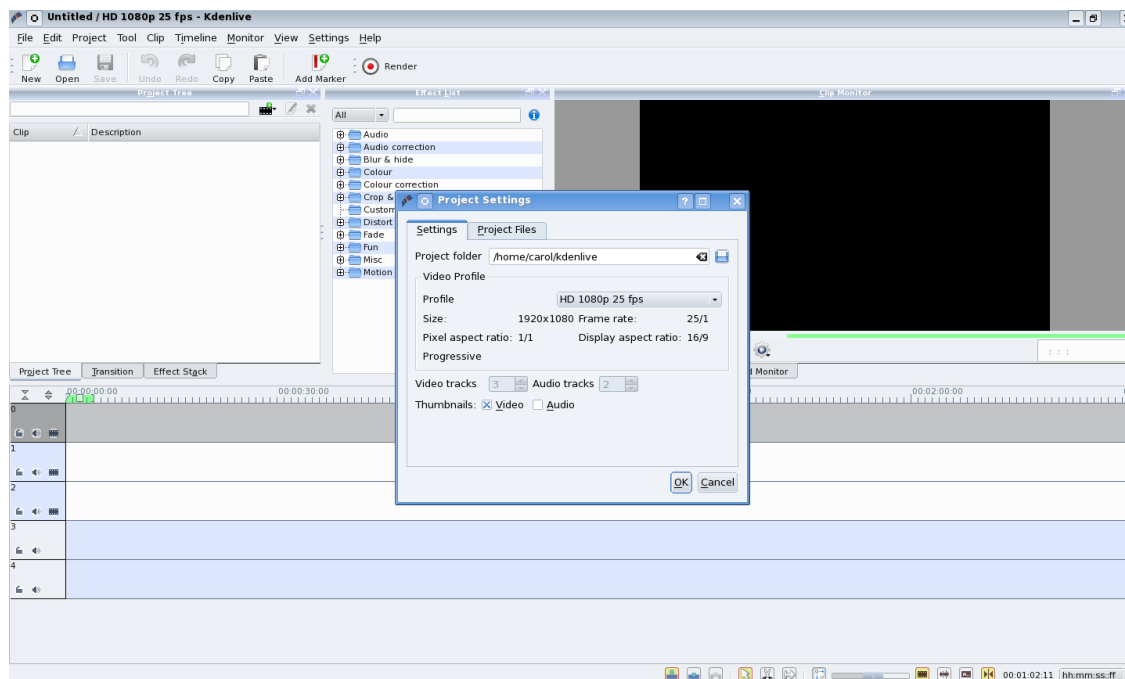 Untitled / HD 1080p 25 fps - Kdenlive
File Edit Project Tool Clip Timeline Monitor View Settings Help
New Open Save Undo Redo Copy Paste Add Marker Render
Project Tree
Effect List
Clip Monitor
All
Clip Description
Audio
Audio correction
Blur & hide
Colour
Colour correction
Crop &
Custom
Distort
Fade
Fun
Misc
Motion
Project Settings
Settings Project Files
Project folder /home/carol/kdenlive
Video Profile
Profile HD 1080p 25 fps
Size: 1920x1080 Frame rate: 25/1
Pixel aspect ratio: 1/1 Display aspect ratio: 16/9
Progressive
Video tracks 3 Audio tracks 2
Thumbnails: Video Audio
OK Cancel
: : :
Project Tree Transition Effect Stack
Monitor
00:00:00:00 00:00:30:00 00:02:00:00
0
1
2
3
4
00:01:02:11 hh:mm:ss:ff